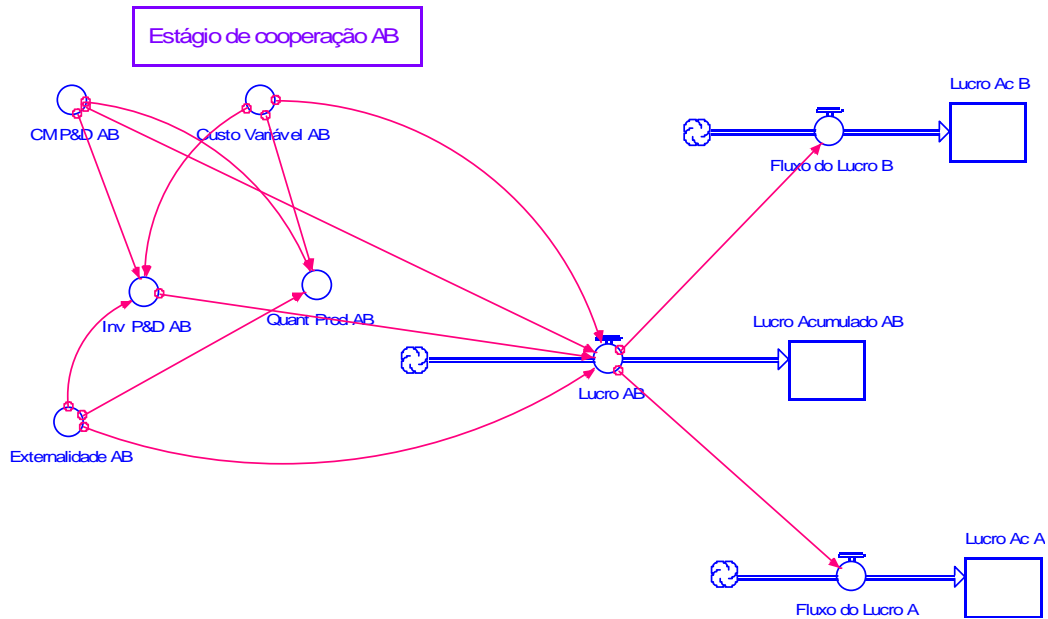 Estágio de cooperação AB
Lucro Ac B
CM P&D AB
Custo Variável AB
Fluxo do Lucro B
Inv P&D AB
Quant Prod AB
Lucro Acumulado AB
Lucro AB
Externalidade AB
Lucro Ac A
Fluxo do Lucro A